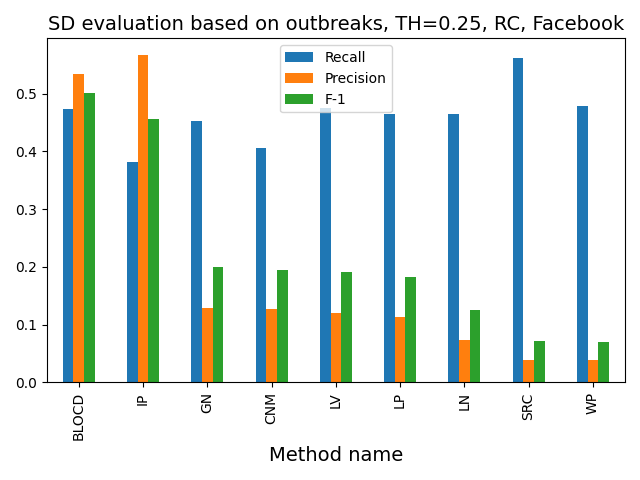 SD evaluation based on outbreaks, TH=0.25, RC, Facebook
Recall
Precision
F-1
0.5
0.4
0.3
0.2
0.1
0.0
BLOCD
IP
GN
CNM
LV
LP
LN
SRC
WP
Method name